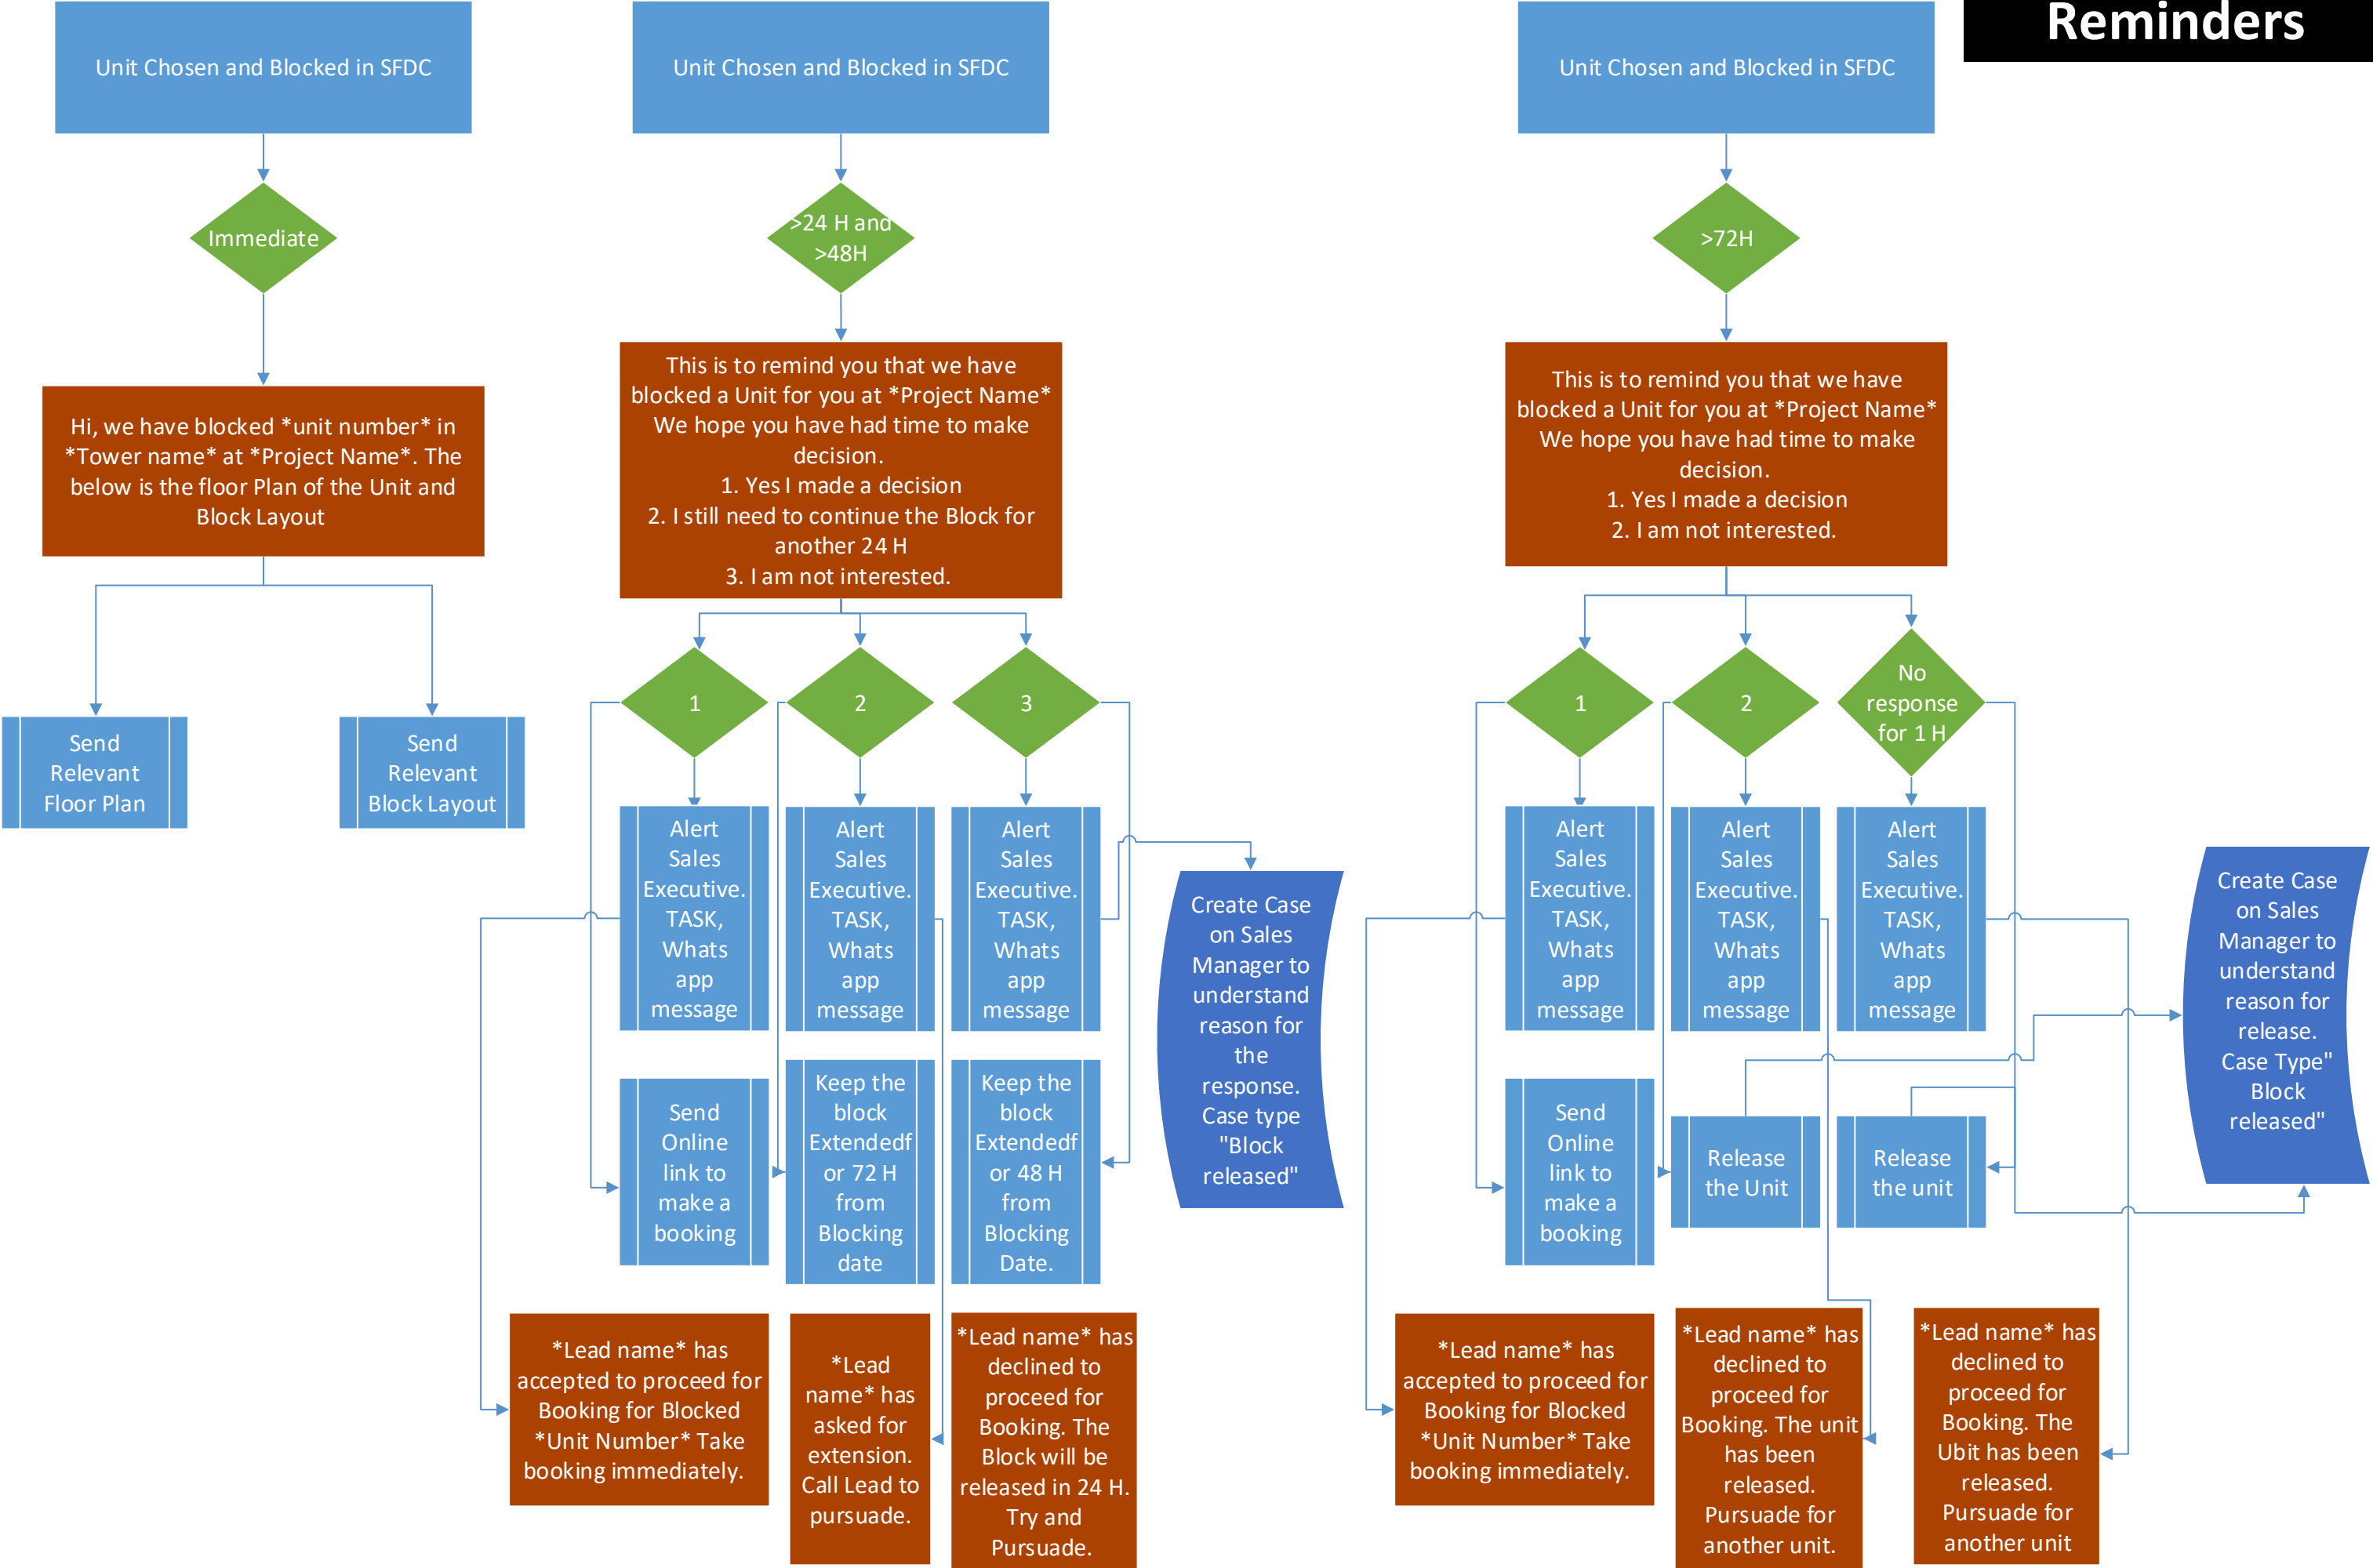 Reminders
Unit Chosen and Blocked in SFDC
Immediate
Hi, we have blocked *unit number* in
*Tower name* at *Project Name*. The
below is the floor Plan of the Unit and
Block Layout
Send
Relevant
Floor Plan
Send
Relevant
Block Layout
Unit Chosen and Blocked in SFDC
>24 H and
>48H
This is to remind you that we have
blocked a Unit for you at *Project Name*
We hope you have had time to make
decision.
1. Yes I made a decision
2. I still need to continue the Block for
another 24 H
3. I am not interested.
1
2
3
Alert
Sales
Executive.
TASK,
Whats
app
message
Alert
Sales
Executive.
TASK,
Whats
app
message
Alert
Sales
Executive.
TASK,
Whats
app
message
Create Case
on Sales
Manager to
understand
reason for
the
response.
Case type
"Block
released"
Send
Online
link to
make a
booking
Keep the
block
Extendedf
or 72 H
from
Blocking
date
Keep the
block
Extendedf
or 48 H
from
Blocking
Date.
*Lead name* has
accepted to proceed for
Booking for Blocked
*Unit Number* Take
booking immediately.
*Lead
name* has
asked for
extension.
Call Lead to
pursuade.
*Lead name* has
declined to
proceed for
Booking. The
Block will be
released in 24 H.
Try and
Pursuade.
Unit Chosen and Blocked in SFDC
>72H
This is to remind you that we have
blocked a Unit for you at *Project Name*
We hope you have had time to make
decision.
1. Yes I made a decision
2. I am not interested.
1
2
No
response
for 1 H
Alert
Sales
Executive.
TASK,
Whats
app
message
Alert
Sales
Executive.
TASK,
Whats
app
message
Alert
Sales
Executive.
TASK,
Whats
app
message
Create Case
on Sales
Manager to
understand
reason for
release.
Case Type"
Block
released"
Send
Online
link to
make a
booking
Release
the Unit
Release
the unit
*Lead name* has
accepted to proceed for
Booking for Blocked
*Unit Number* Take
booking immediately.
*Lead name* has
declined to
proceed for
Booking. The unit
has been
released.
Pursuade for
another unit.
*Lead name* has
declined to
proceed for
Booking. The
Ubit has been
released.
Pursuade for
another unit